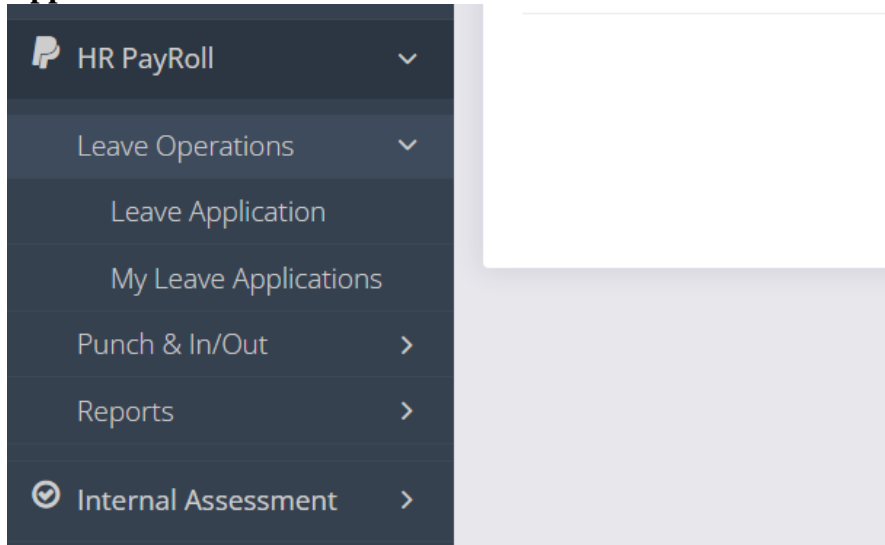 HR PayRoll
Leave Operations
Leave Application
My Leave Applications
Punch & In/Out
Reports
Internal Assessment